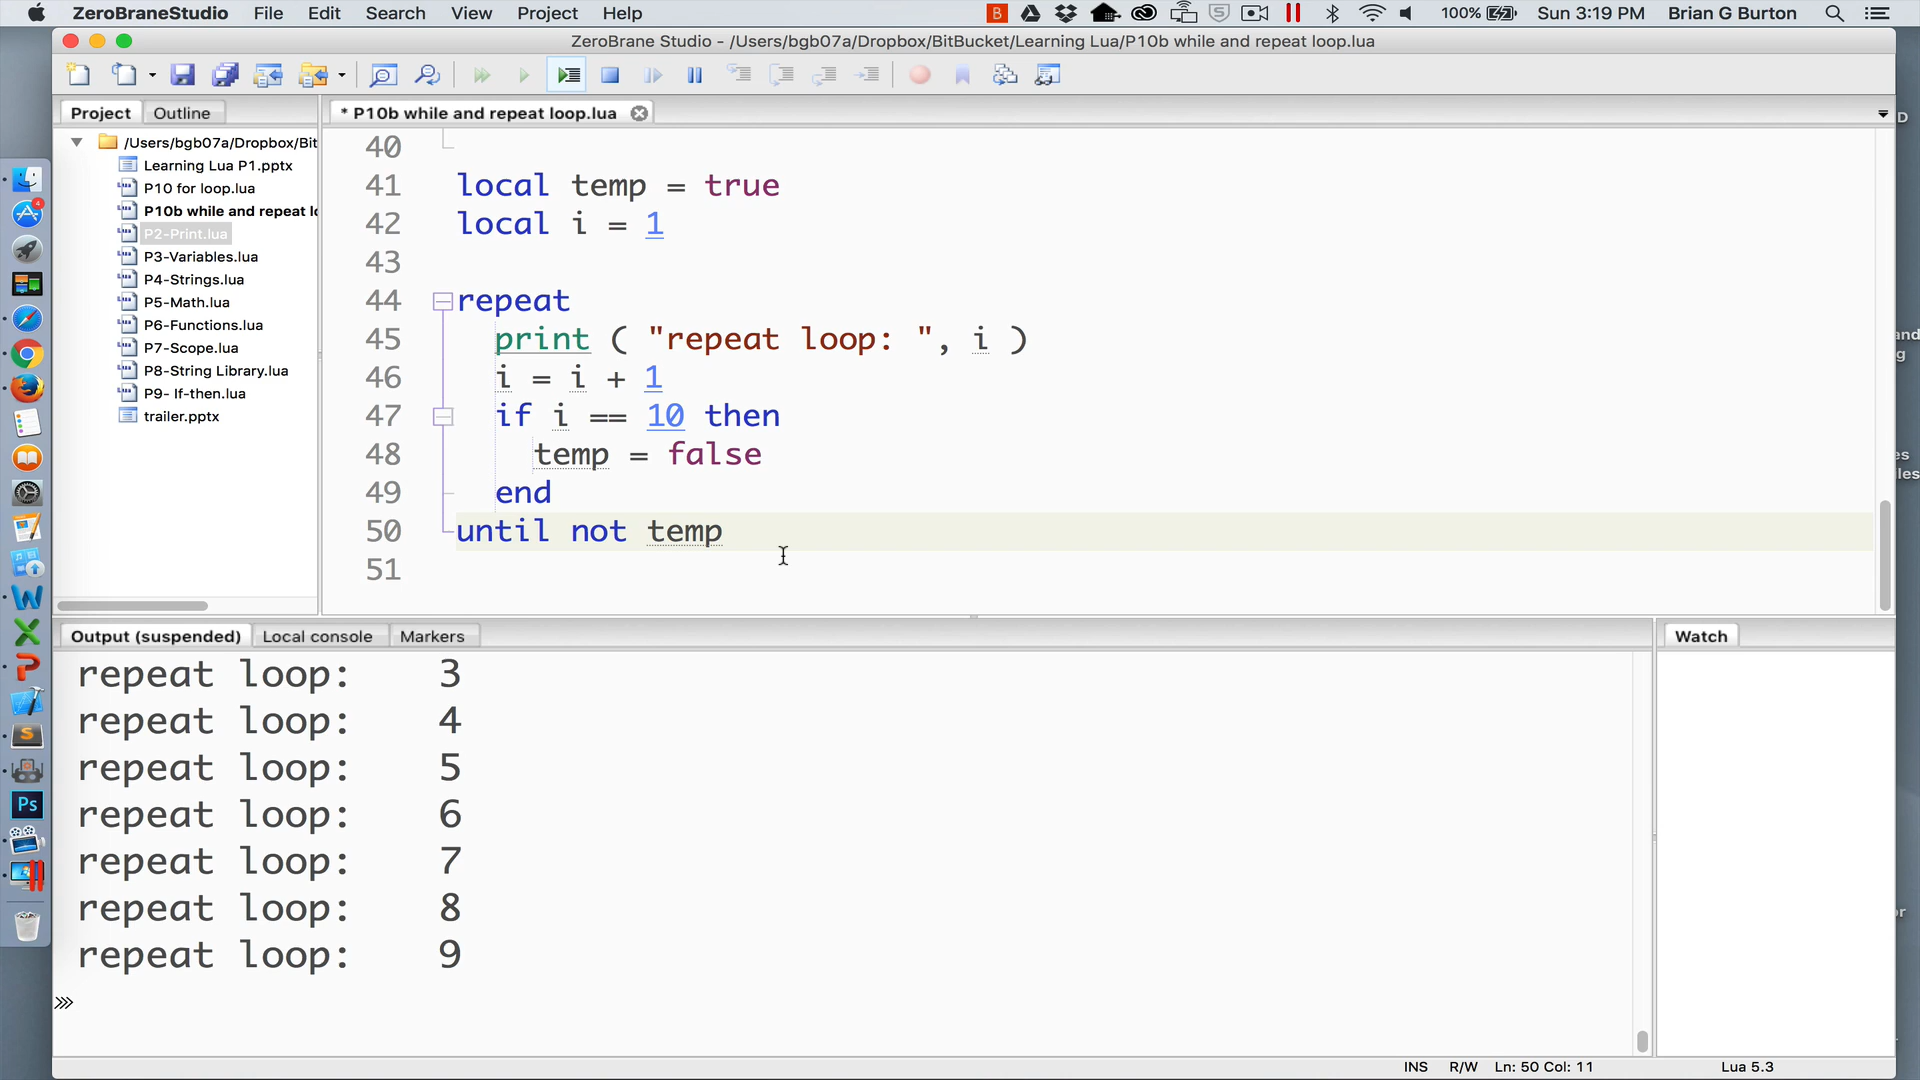 ZeroBraneStudio File Edit Search View Project Help 100% Sun 3:19 PM Brian G Burton
ZeroBrane Studio - /Users/bgb07a/Dropbox/BitBucket/Learning Lua/P10b while and repeat loop.lua
Project Outline
* P10b while and repeat loop.lua
/Users/bgb07a/Dropbox/Bit
Learning Lua P1.pptx
P10 for loop.lua
P10b while and repeat l
P2-Print.lua
P3-Variables.lua
P4-Strings.lua
P5-Math.lua
P6-Functions.lua
P7-Scope.lua
P8-String Library.lua
P9- If-then.lua
trailer.pptx
40
41 local temp = true
42 local i = 1
43
44 repeat
45 print ( "repeat loop: ", i )
46 i = i + 1
47 if i == 10 then
48 temp = false
49 end
50 until not temp
51
Output (suspended) Local console Markers
repeat loop: 3
repeat loop: 4
repeat loop: 5
repeat loop: 6
repeat loop: 7
repeat loop: 8
repeat loop: 9
>>>
Watch
INS R/W Ln: 50 Col: 11 Lua 5.3